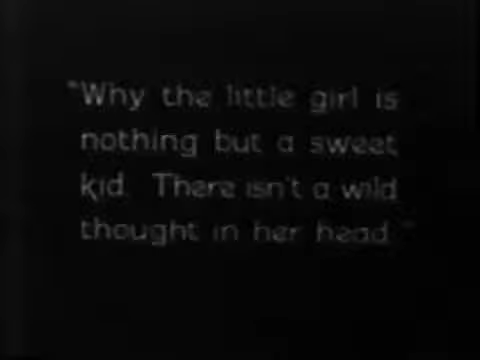 "Why the little girl is
nothing but a sweet
kid. There isn't a wild
thought in her head."